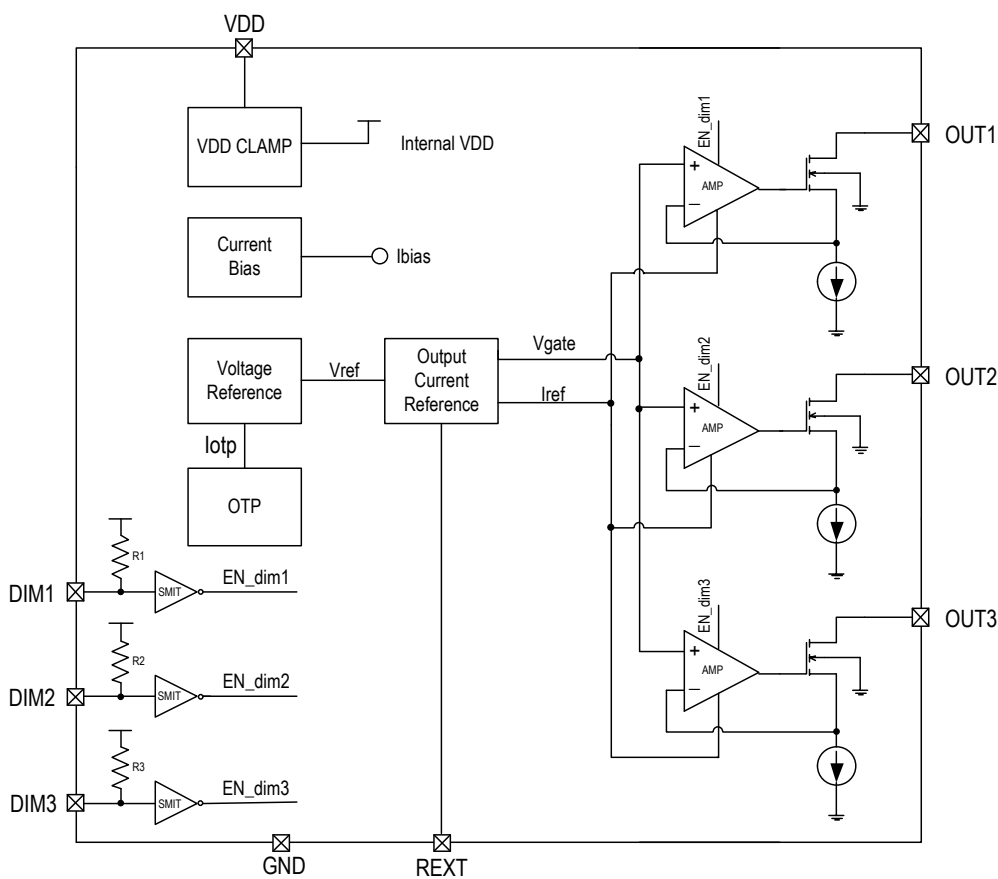 VDD
VDD CLAMP
Internal VDD
Current
Bias
Ibias
Voltage
Reference
Vref
Output
Current
Reference
Vgate
Iref
Iotp
OTP
DIM1
R1
SMIT
EN_dim1
DIM2
R2
SMIT
EN_dim2
DIM3
R3
SMIT
EN_dim3
GND
REXT
EN_dim1
+
AMP
−
OUT1
EN_dim2
+
AMP
−
OUT2
EN_dim3
+
AMP
−
OUT3